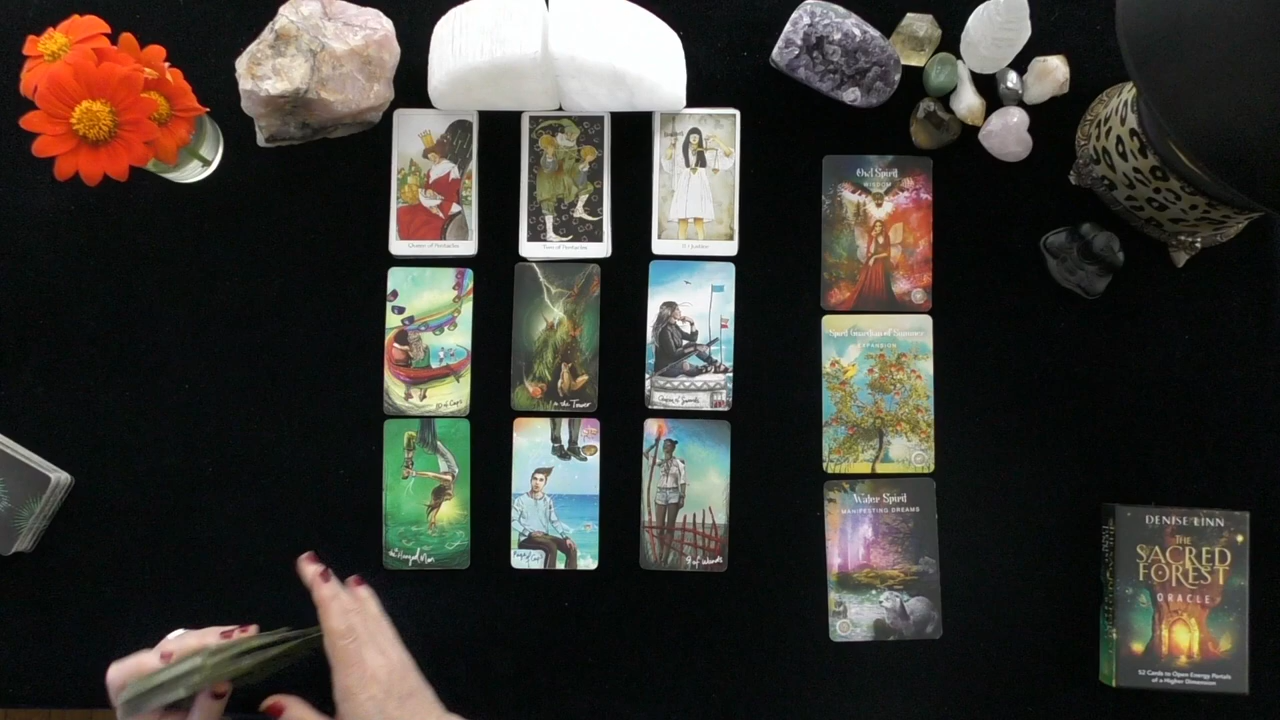 Queen of Pentacles
Two of Pentacles
11 Justice
10 of Cups
the Tower
Queen of Swords
the Hanged Man
Page of Cups
9 of Wands
Owl Spirit
WISDOM
Spirit Guardian of Summer
EXPANSION
Water Spirit
MANIFESTING DREAMS
DENISE LINN
THE
SACRED
FOREST
ORACLE
52 Cards to Open Energy Portals
of a Higher Dimension